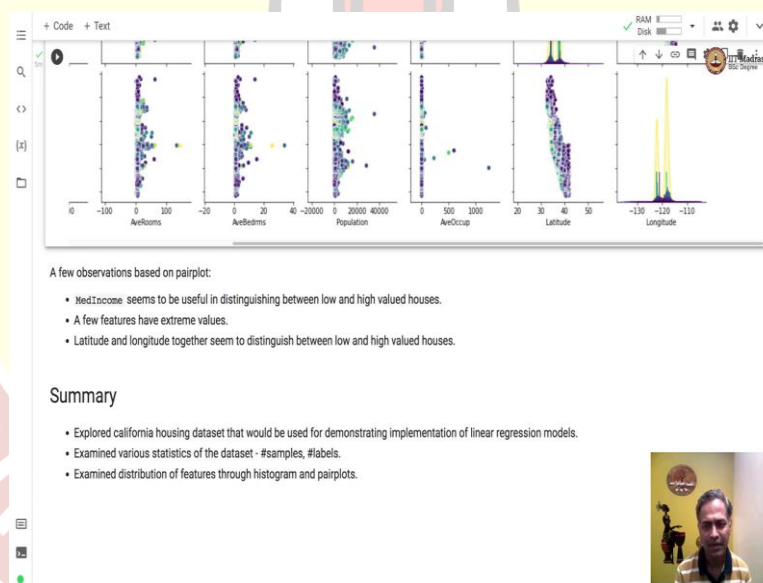 + Code + Text
RAM
Disk
IIT Madras
BSc Degree
5m
{x}
-100 0 100
-20 0 20 40
-20000 0 20000 40000
0 500 1000
20 30 40 50
-130 -120 -110
AveRooms AveBedrms Population AveOccup Latitude Longitude
A few observations based on pairplot:
• MedIncome seems to be useful in distinguishing between low and high valued houses.
• A few features have extreme values.
• Latitude and longitude together seem to distinguish between low and high valued houses.
Summary
• Explored california housing dataset that would be used for demonstrating implementation of linear regression models.
• Examined various statistics of the dataset - #samples, #labels.
• Examined distribution of features through histogram and pairplots.